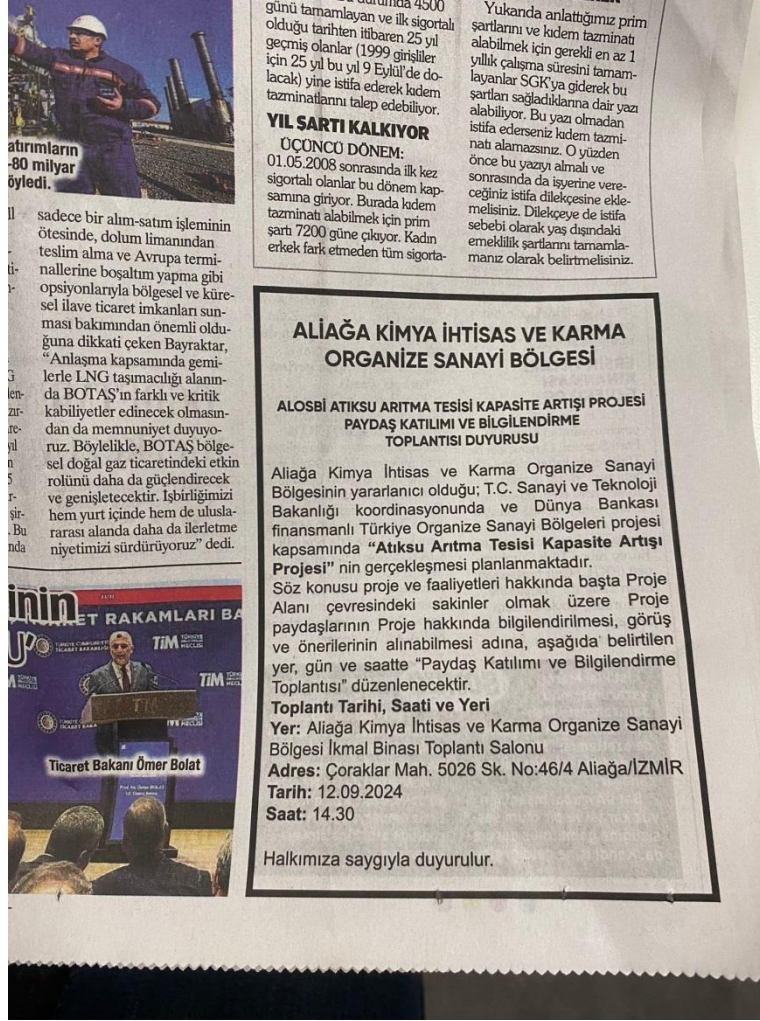 atırımların
-80 milyar
öyledi.
sadece bir alım-satım işleminin
ötesinde, dolum limanından
teslim alma ve Avrupa termi-
nallerine boşaltım yapma gibi
opsiyonlarıyla bölgesel ve küre-
sel ilave ticaret imkanları sun-
ması bakımından önemli oldu-
ğuna dikkati çeken Bayraktar,
“Anlaşma kapsamında gemi-
lerle LNG taşımacılığı alanın-
da BOTAŞ’ın farklı ve kritik
kabiliyetler edinecek olmasın-
dan da memnuniyet duyuyo-
ruz. Böylelikle, BOTAŞ bölge-
sel doğal gaz ticaretindeki etkin
rolünü daha da güçlendirecek
ve genişletecektir. İşbirliğimizi
hem yurt içinde hem de ulusla-
rarası alanda daha da ilerletme
niyetimizi sürdürüyoruz” dedi.
inin
ET RAKAMLARI BA
TİM
TİM
TİM
Ticaret Bakanı Ömer Bolat
durumda 4500
günü tamamlayan ve ilk sigortalı
olduğu tarihten itibaren 25 yıl
geçmiş olanlar (1999 girişliler
için 25 yıl bu yıl 9 Eylül’de do-
lacak) yine istifa ederek kıdem
tazminatlarını talep edebiliyor.
YIL ŞARTI KALKIYOR
ÜÇÜNCÜ DÖNEM:
01.05.2008 sonrasında ilk kez
sigortalı olanlar bu dönem kap-
samına giriyor. Burada kıdem
tazminatı alabilmek için prim
şartı 7200 güne çıkıyor. Kadın
erkek fark etmeden tüm sigorta-
Yukarıda anlattığımız prim
şartlarını ve kıdem tazminatı
alabilmek için gerekli en az 1
yıllık çalışma süresini tamam-
layanlar SGK’ya giderek bu
şartları sağladıklarına dair yazı
alabiliyor. Bu yazı olmadan
istifa ederseniz kıdem tazmi-
natı alamazsınız. O yüzden
önce bu yazıyı almalı ve
sonrasında da işyerine vere-
ceğiniz istifa dilekçesine ekle-
melisiniz. Dilekçeye de istifa
sebebi olarak yaş dışındaki
emeklilik şartlarını tamamla-
manız olarak belirtmelisiniz.
ALİAĞA KİMYA İHTİSAS VE KARMA
ORGANİZE SANAYİ BÖLGESİ
ALOSBİ ATIKSU ARITMA TESİSİ KAPASİTE ARTIŞI PROJESİ
PAYDAŞ KATILIMI VE BİLGİLENDİRME
TOPLANTISI DUYURUSU
Aliağa Kimya İhtisas ve Karma Organize Sanayi
Bölgesinin yararlanıcı olduğu; T.C. Sanayi ve Teknoloji
Bakanlığı koordinasyonunda ve Dünya Bankası
finansmanlı Türkiye Organize Sanayi Bölgeleri projesi
kapsamında “Atıksu Arıtma Tesisi Kapasite Artışı
Projesi” nin gerçekleşmesi planlanmaktadır.
Söz konusu proje ve faaliyetleri hakkında başta Proje
Alanı çevresindeki sakinler olmak üzere Proje
paydaşlarının Proje hakkında bilgilendirilmesi, görüş
ve önerilerinin alınabilmesi adına, aşağıda belirtilen
yer, gün ve saatte “Paydaş Katılımı ve Bilgilendirme
Toplantısı” düzenlenecektir.
Toplantı Tarihi, Saati ve Yeri
Yer: Aliağa Kimya İhtisas ve Karma Organize Sanayi
Bölgesi İkmal Binası Toplantı Salonu
Adres: Çoraklar Mah. 5026 Sk. No:46/4 Aliağa/İZMİR
Tarih: 12.09.2024
Saat: 14.30
Halkımıza saygıyla duyurulur.